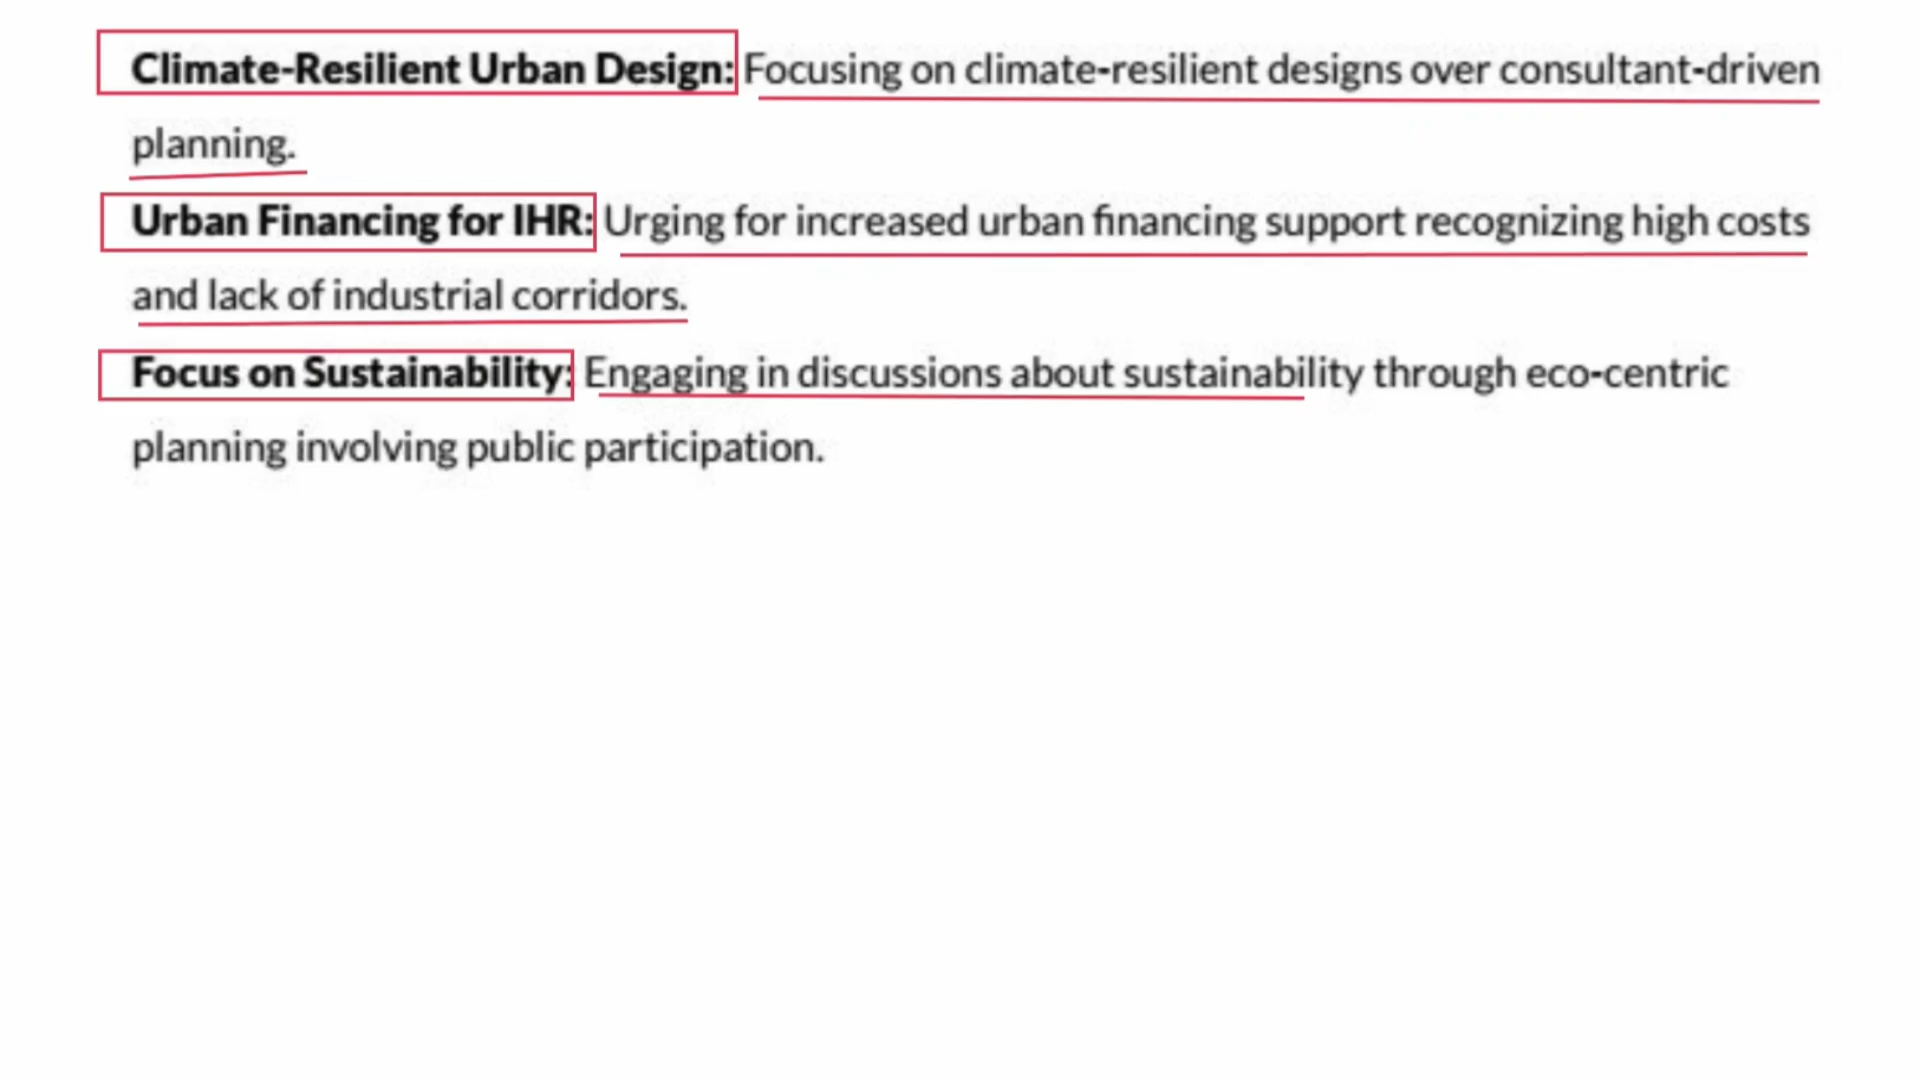 Climate-Resilient Urban Design: Focusing on climate-resilient designs over consultant-driven
planning.
Urban Financing for IHR: Urging for increased urban financing support recognizing high costs
and lack of industrial corridors.
Focus on Sustainability: Engaging in discussions about sustainability through eco-centric
planning involving public participation.